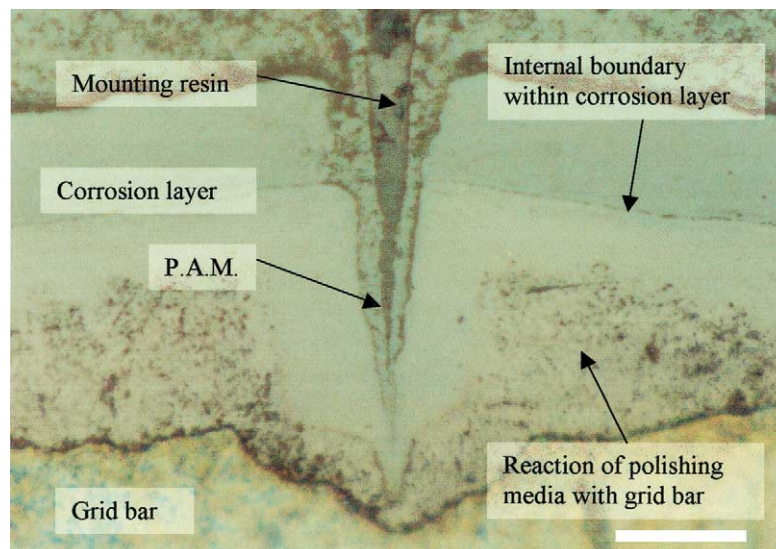 Mounting resin
Internal boundary
within corrosion layer
Corrosion layer
P.A.M.
Reaction of polishing
media with grid bar
Grid bar